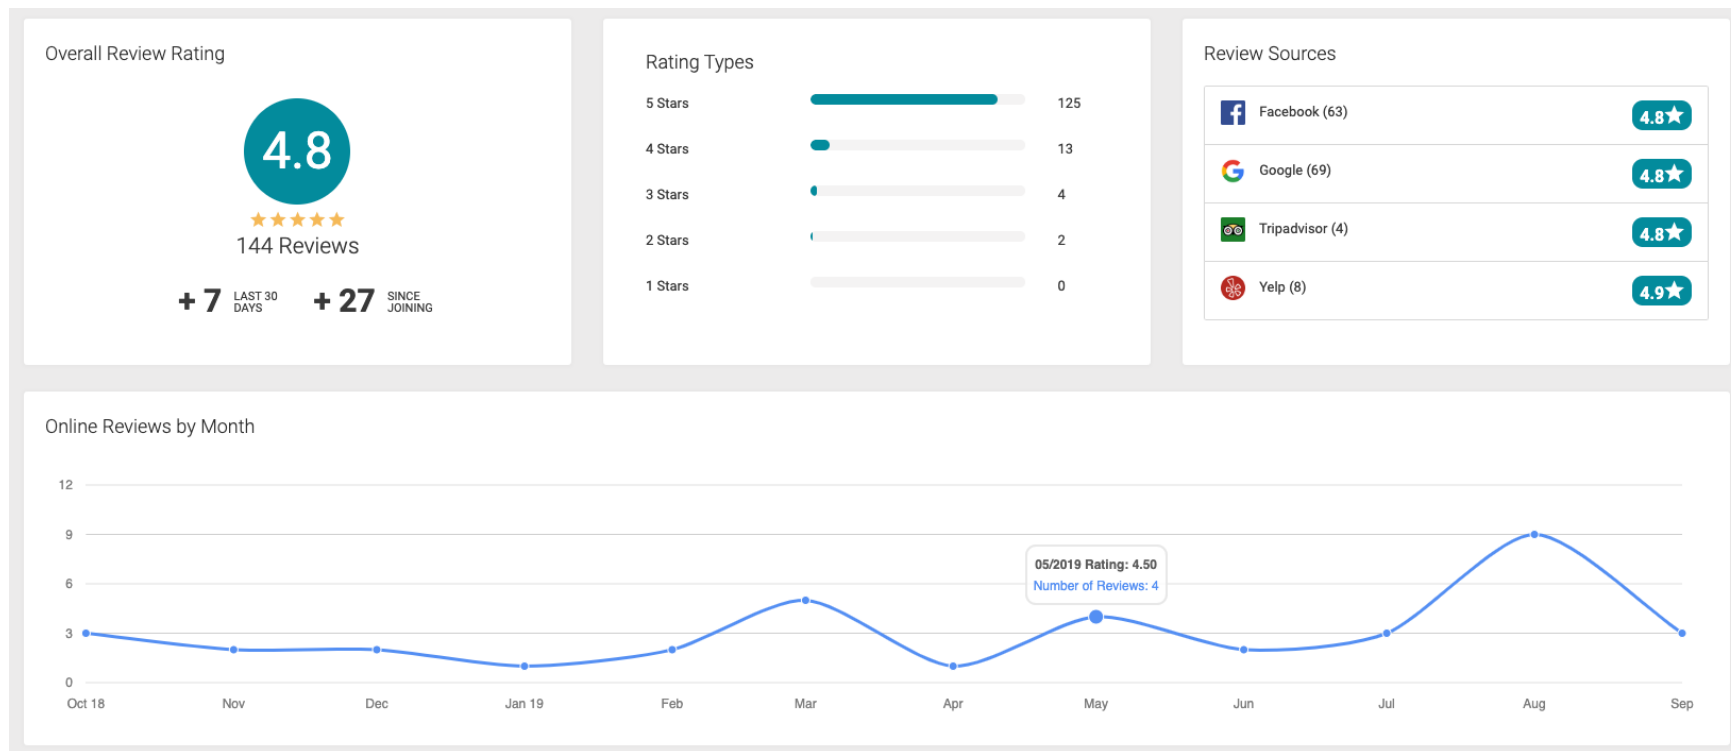 Overall Review Rating
4.8
144 Reviews
+ 7 LAST 30 DAYS
+ 27 SINCE JOINING
Rating Types
5 Stars 125
4 Stars 13
3 Stars 4
2 Stars 2
1 Stars 0
Review Sources
Facebook (63) 4.8★
Google (69) 4.8★
Tripadvisor (4) 4.8★
Yelp (8) 4.9★
Online Reviews by Month
12
9
6
3
0
05/2019 Rating: 4.50
Number of Reviews: 4
Oct 18 Nov Dec Jan 19 Feb Mar Apr May Jun Jul Aug Sep